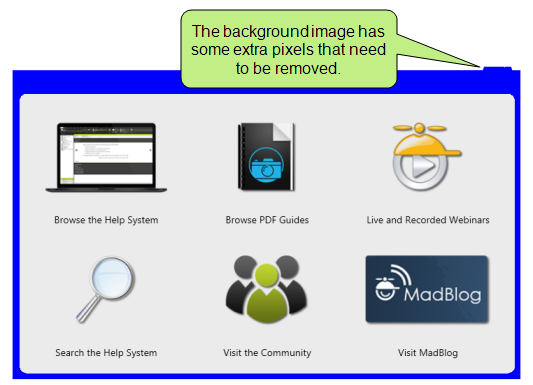 The background image has
some extra pixels that need
to be removed.
Browse the Help System
Browse PDF Guides
Live and Recorded Webinars
MadBlog
Search the Help System
Visit the Community
Visit MadBlog